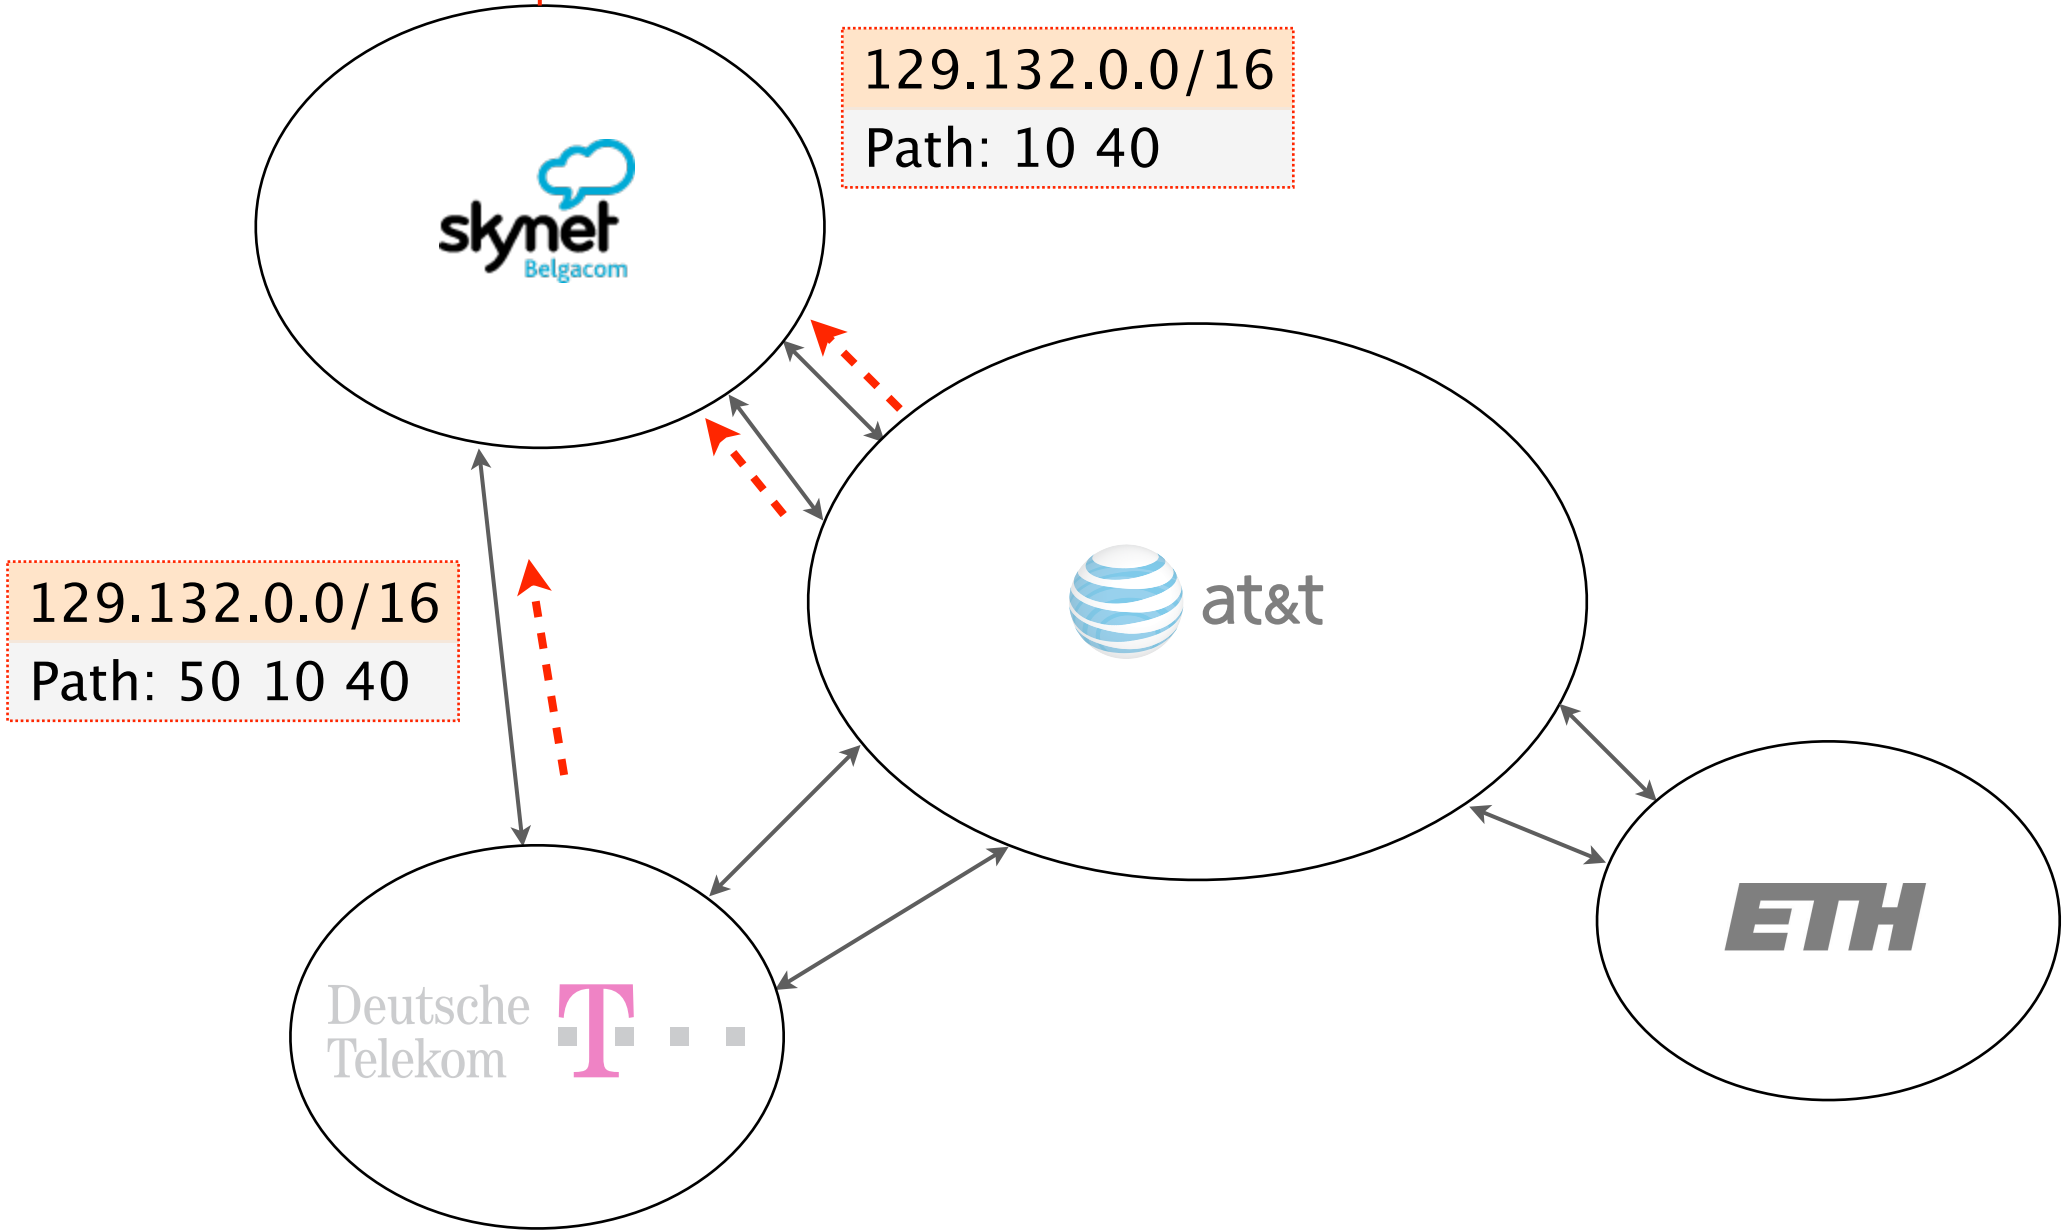 129.132.0.0/16
Path: 10 40
skynet
Belgacom
at&t
129.132.0.0/16
Path: 50 10 40
ETH
Deutsche
Telekom
T